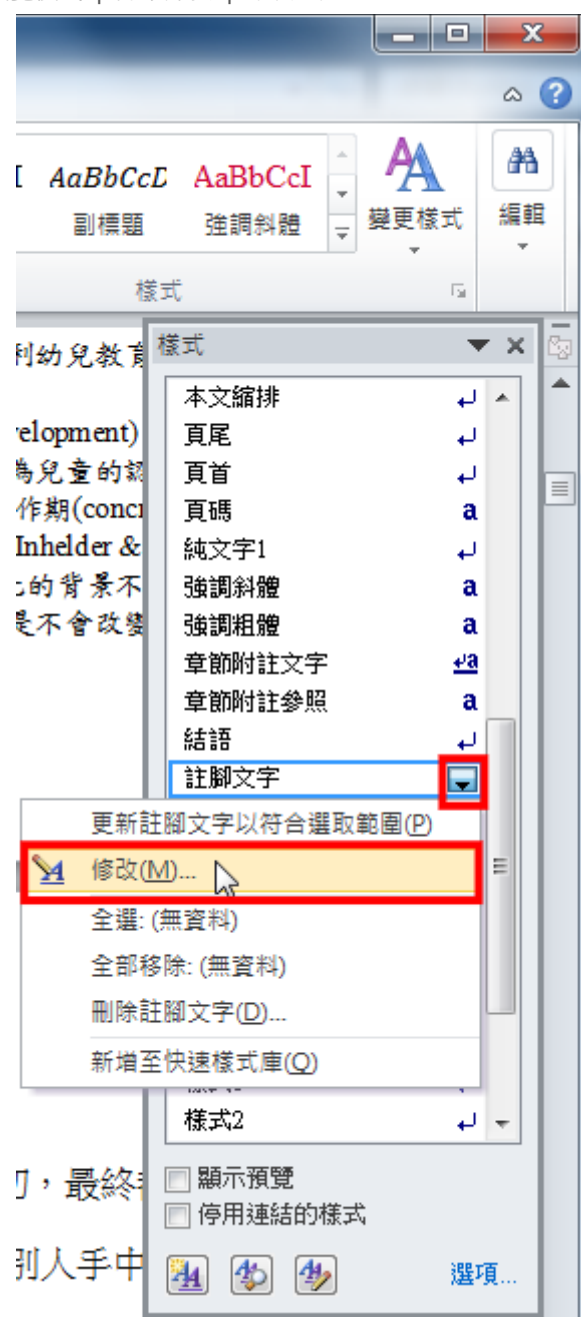 AaBbCcD AaBbCcI
副標題 強調斜體 變更樣式 編輯
樣式
利幼兒教育
樣式
本文縮排
elopment)
頁尾
為兒童的認
頁首
作期(concr
頁碼 a
Inhelder &
純文字1
的背景不
強調斜體 a
是不會改變
強調粗體 a
章節附註文字 a
章節附註參照 a
結語
註腳文字
更新註腳文字以符合選取範圍(P)
修改(M)...
全選: (無資料)
全部移除: (無資料)
刪除註腳文字(D)...
新增至快速樣式庫(Q)
樣式2
，最終
顯示預覽
停用連結的樣式
別人手中
選項...